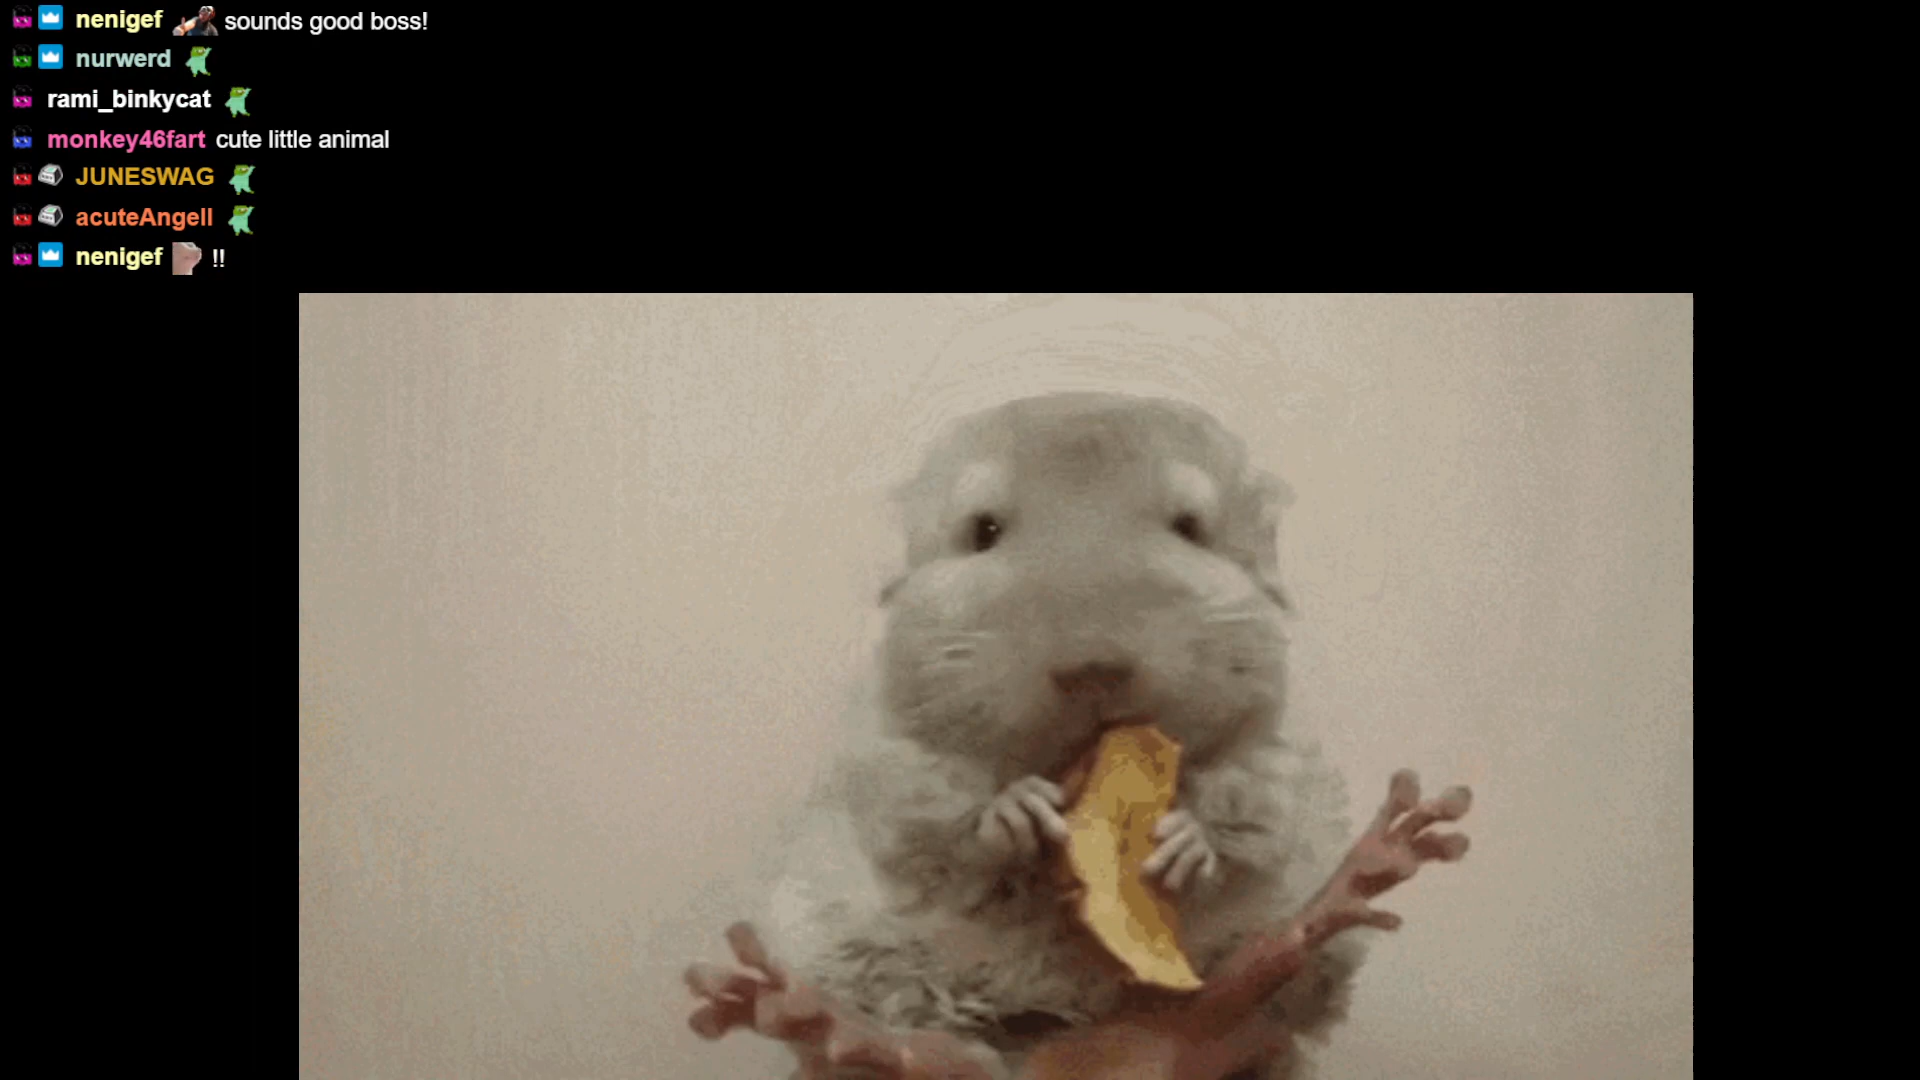 nenigef sounds good boss!
nurwerd
rami_binkycat
monkey46fart cute little animal
JUNESWAG
acuteAngell
nenigef !!